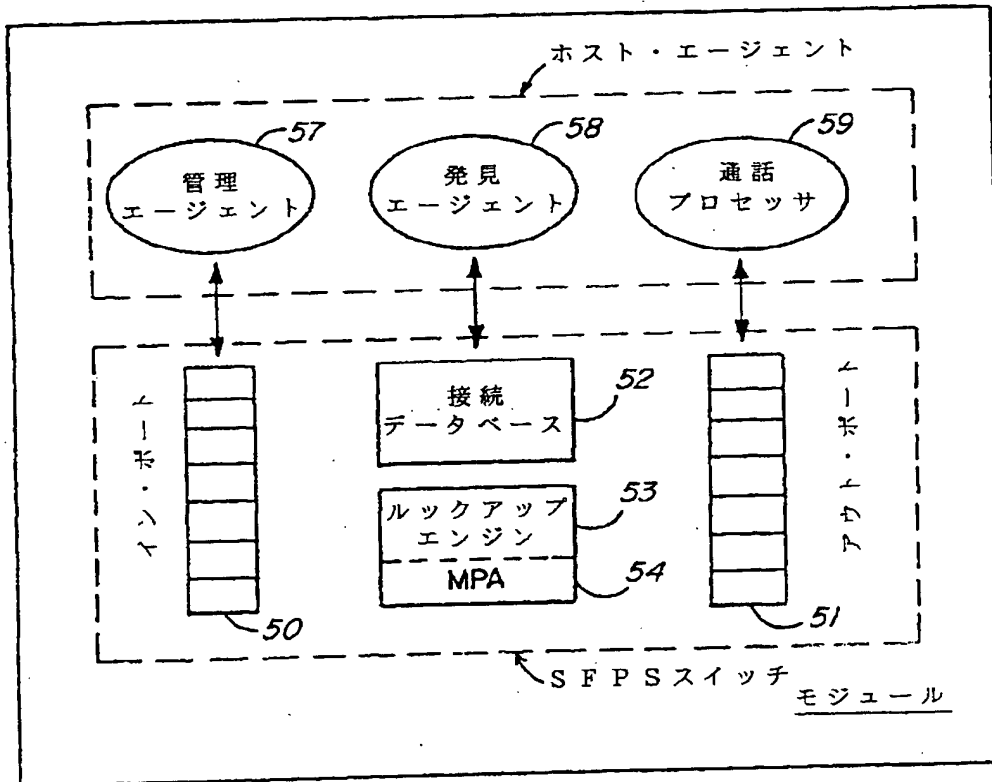 ホスト・エージェント
57
管理
エージェント
58
発見
エージェント
59
通話
プロセッサ
イン・ポート
50
接続
データベース
52
ルックアップ
エンジン
53
MPA
54
アウト・ポート
51
SFPSスイッチ
モジュール